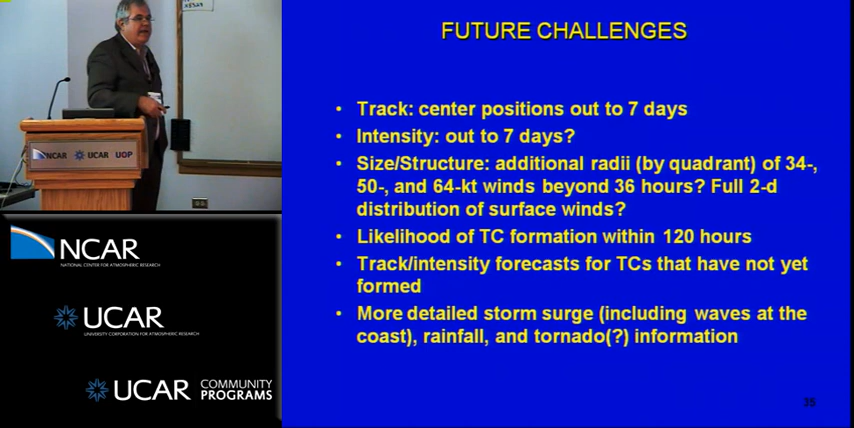 FUTURE CHALLENGES
• Track: center positions out to 7 days
• Intensity: out to 7 days?
• Size/Structure: additional radii (by quadrant) of 34-,
50-, and 64-kt winds beyond 36 hours? Full 2-d
distribution of surface winds?
• Likelihood of TC formation within 120 hours
• Track/intensity forecasts for TCs that have not yet
formed
• More detailed storm surge (including waves at the
coast), rainfall, and tornado(?) information
35
NCAR UCAR UOP
NCAR
NATIONAL CENTER FOR ATMOSPHERIC RESEARCH
UCAR
UNIVERSITY CORPORATION FOR ATMOSPHERIC RESEARCH
UCAR COMMUNITY
PROGRAMS